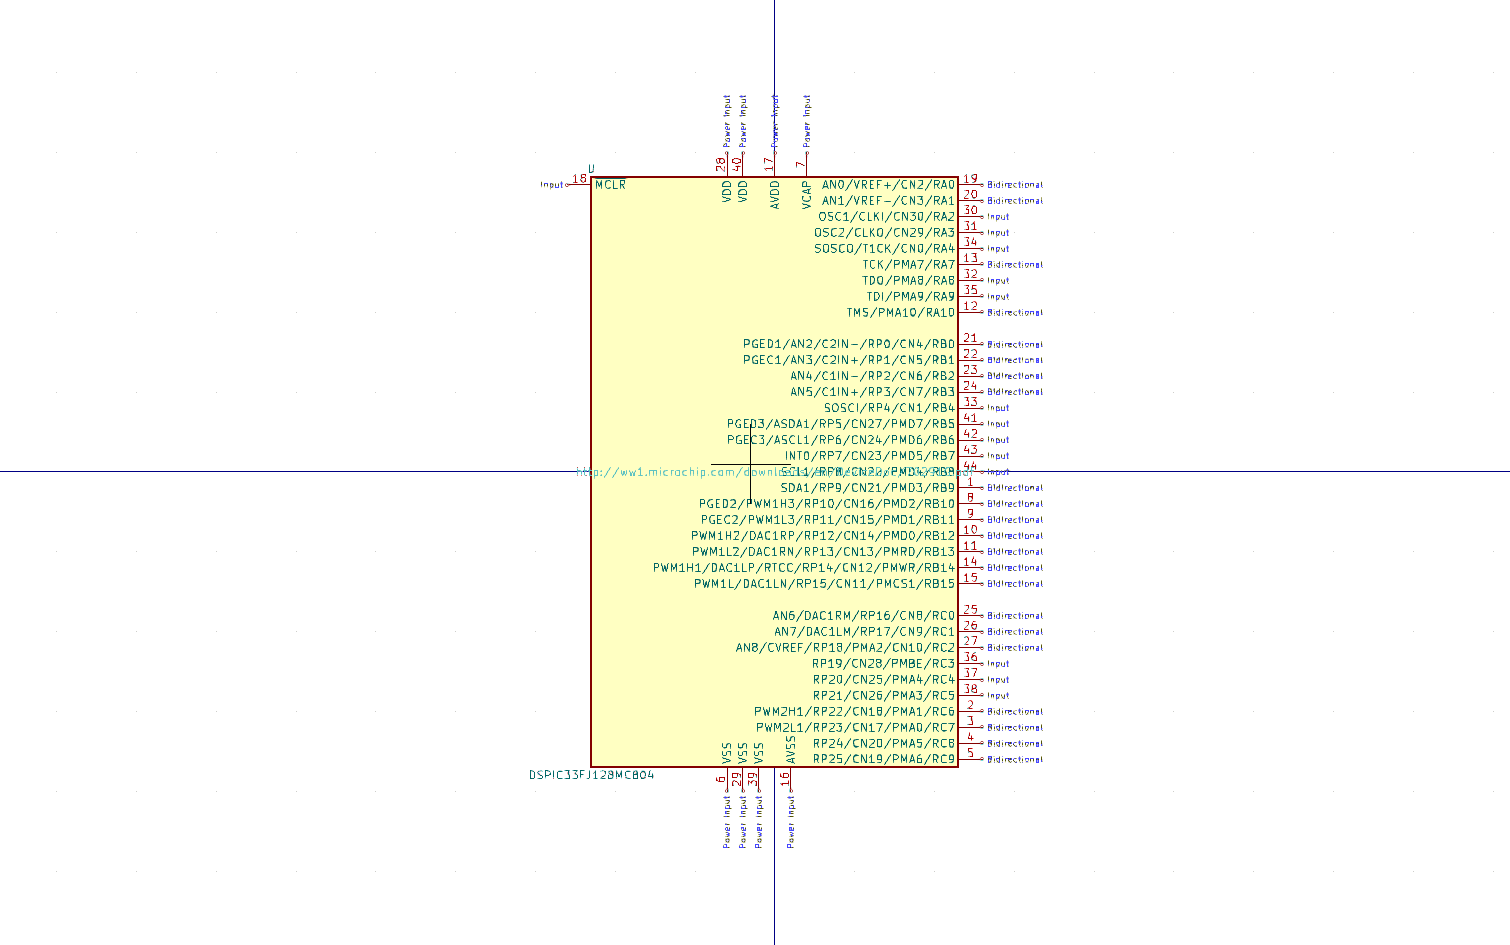 Power Input Power Input Power Input Power Input
28 40 17 7
U
Input 18 MCLR
VDD VDD AVDD VCAP
AN0/VREF+/CN2/RA0 19 Bidirectional
AN1/VREF-/CN3/RA1 20 Bidirectional
OSC1/CLKI/CN30/RA2 30 Input
OSC2/CLKO/CN29/RA3 31 Input
SOSCO/T1CK/CN0/RA4 34 Input
TCK/PMA7/RA7 13 Bidirectional
TDO/PMA8/RA8 32 Input
TDI/PMA9/RA9 35 Input
TMS/PMA10/RA10 12 Bidirectional
PGED1/AN2/C2IN-/RP0/CN4/RB0 21 Bidirectional
PGEC1/AN3/C2IN+/RP1/CN5/RB1 22 Bidirectional
AN4/C1IN-/RP2/CN6/RB2 23 Bidirectional
AN5/C1IN+/RP3/CN7/RB3 24 Bidirectional
SOSCI/RP4/CN1/RB4 33 Input
PGED3/ASDA1/RP5/CN27/PMD7/RB5 41 Input
PGEC3/ASCL1/RP6/CN24/PMD6/RB6 42 Input
INT0/RP7/CN23/PMD5/RB7 43 Input
44 Input
SDA1/RP9/CN21/PMD3/RB9 1 Bidirectional
PGED2/PWM1H3/RP10/CN16/PMD2/RB10 8 Bidirectional
PGEC2/PWM1L3/RP11/CN15/PMD1/RB11 9 Bidirectional
PWM1H2/DAC1RP/RP12/CN14/PMD0/RB12 10 Bidirectional
PWM1L2/DAC1RN/RP13/CN13/PMRD/RB13 11 Bidirectional
PWM1H1/DAC1LP/RTCC/RP14/CN12/PMWR/RB14 14 Bidirectional
PWM1L/DAC1LN/RP15/CN11/PMCS1/RB15 15 Bidirectional
AN6/DAC1RM/RP16/CN8/RC0 25 Bidirectional
AN7/DAC1LM/RP17/CN9/RC1 26 Bidirectional
AN8/CVREF/RP18/PMA2/CN10/RC2 27 Bidirectional
RP19/CN28/PMBE/RC3 36 Input
RP20/CN25/PMA4/RC4 37 Input
RP21/CN26/PMA3/RC5 38 Input
PWM2H1/RP22/CN18/PMA1/RC6 2 Bidirectional
PWM2L1/RP23/CN17/PMA0/RC7 3 Bidirectional
RP24/CN20/PMA5/RC8 4 Bidirectional
RP25/CN19/PMA6/RC9 5 Bidirectional
VSS VSS VSS AVSS
DSPIC33FJ128MC804
6 29 39 16
Power Input Power Input Power Input Power Input